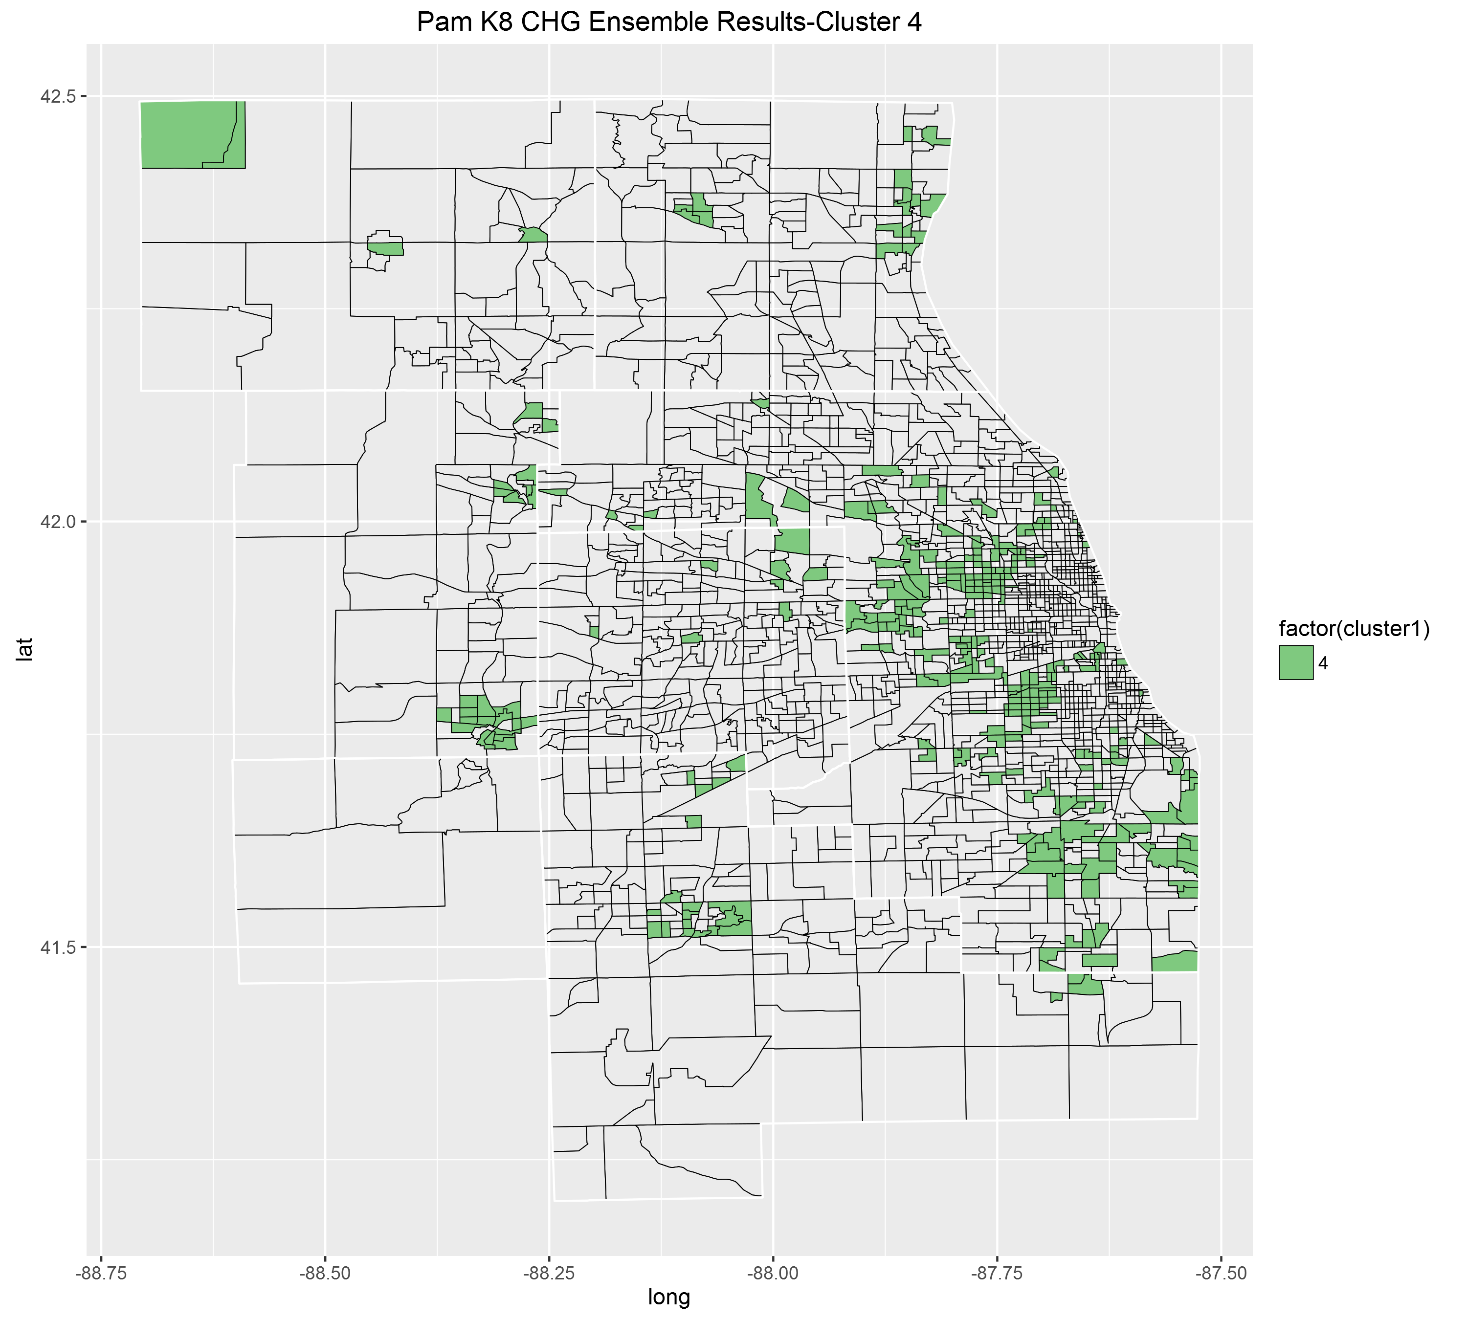 Pam K8 CHG Ensemble Results-Cluster 4
42.5
42.0
41.5
lat
-88.75
-88.50
-88.25
-88.00
-87.75
-87.50
long
factor(cluster1)
4